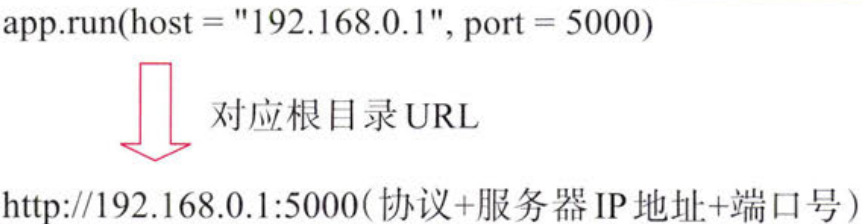 app.run(host = "192.168.0.1", port = 5000)
对应根目录URL
http://192.168.0.1:5000(协议+服务器IP地址+端口号)